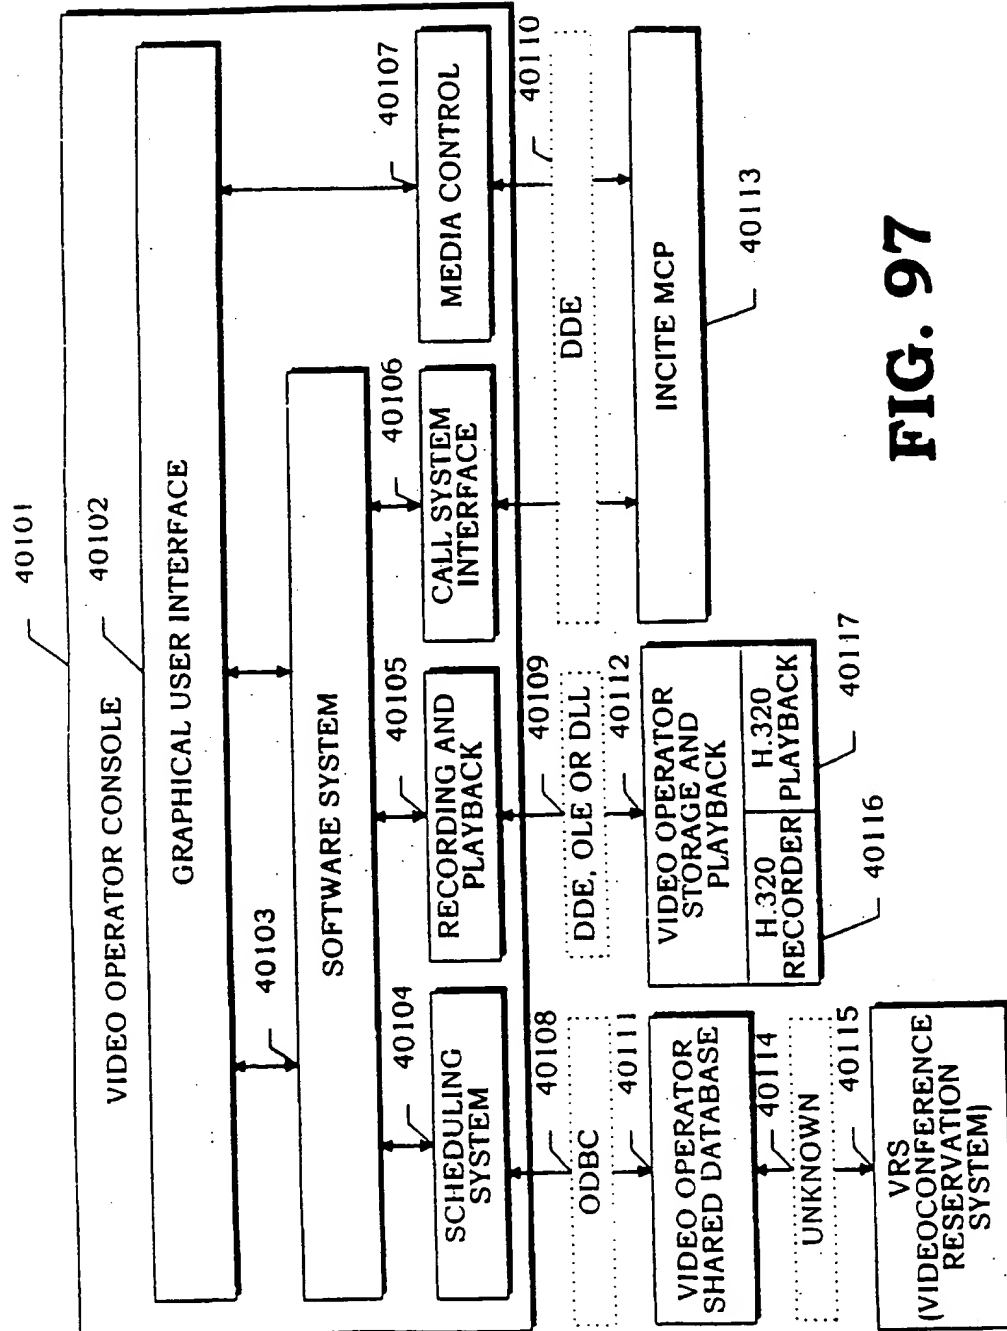 40101
VIDEO OPERATOR CONSOLE
40102
GRAPHICAL USER INTERFACE
40103
SOFTWARE SYSTEM
40104
40105
40106
40107
SCHEDULING
SYSTEM
RECORDING AND
PLAYBACK
CALL SYSTEM
INTERFACE
MEDIA CONTROL
40108
40109
40110
ODBC
DDE, OLE OR DLL
DDE
40111
40112
VIDEO OPERATOR
SHARED DATABASE
VIDEO OPERATOR
STORAGE AND
PLAYBACK
H.320
RECORDER
H.320
PLAYBACK
INCITE MCP
40113
40114
40116
40117
UNKNOWN
40115
VRS
(VIDEOCONFERENCE
RESERVATION
SYSTEM)
FIG. 97